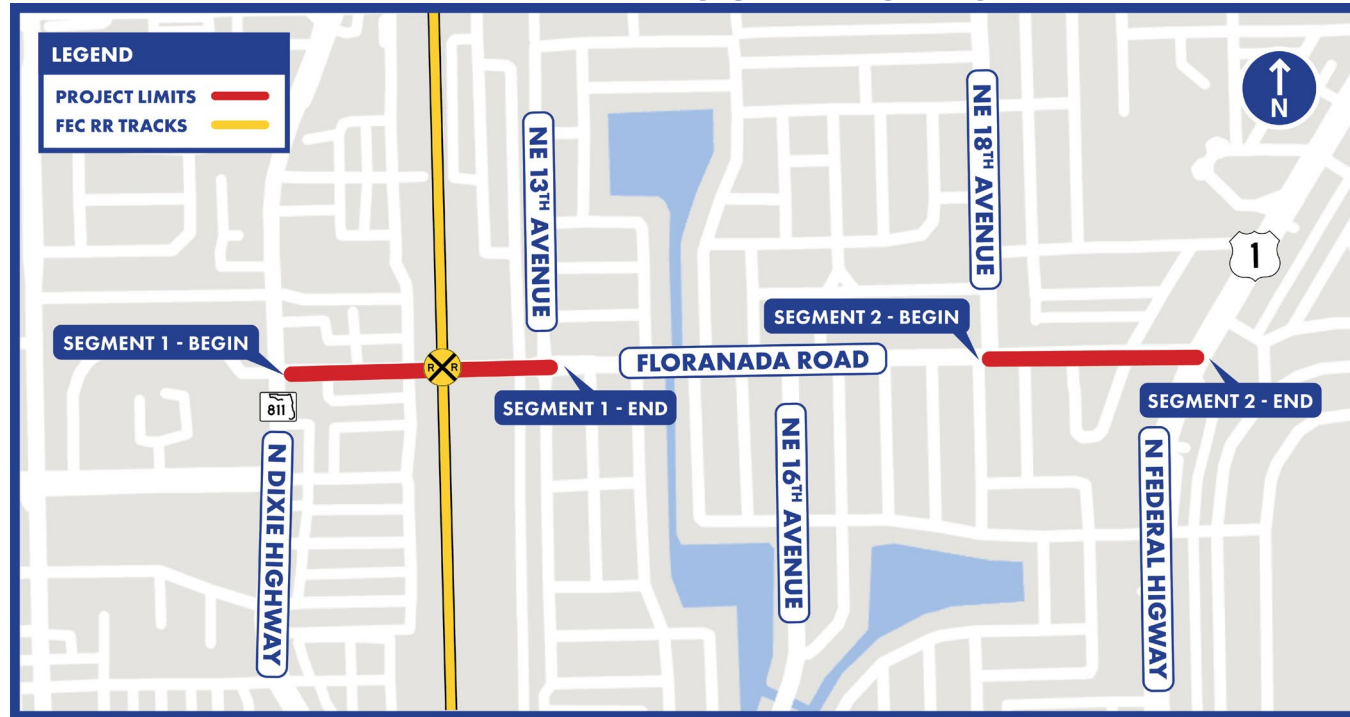 LEGEND
PROJECT LIMITS
FEC RR TRACKS
N
NE 13TH AVENUE
NE 18TH AVENUE
1
SEGMENT 1 - BEGIN
SEGMENT 2 - BEGIN
R R
FLORANADA ROAD
SEGMENT 1 - END
SEGMENT 2 - END
811
N DIXIE HIGHWAY
NE 16TH AVENUE
N FEDERAL HIGWAY